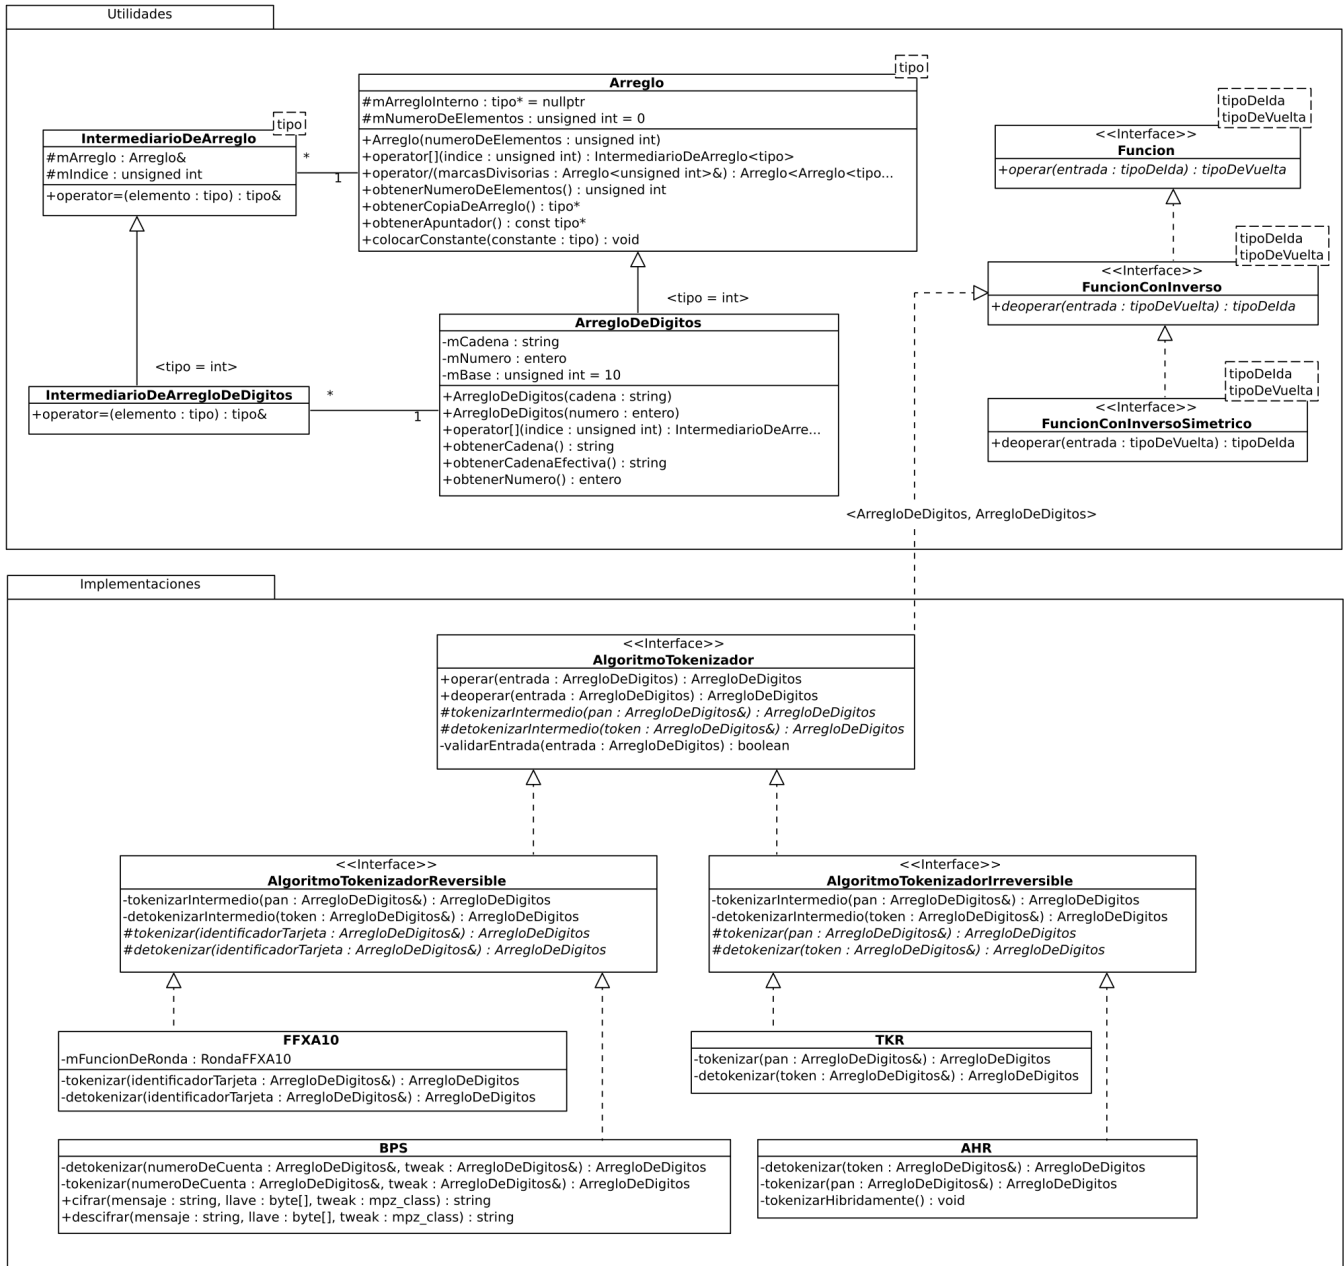 Utilidades
tipo
Arreglo
#mArregloInterno : tipo* = nullptr
#mNumeroDeElementos : unsigned int = 0
+Arreglo(numeroDeElementos : unsigned int)
+operator[](indice : unsigned int) : IntermediarioDeArreglo<tipo>
+operator/(marcasDivisorias : Arreglo<unsigned int>&) : Arreglo<Arreglo<tipo...
+obtenerNumeroDeElementos() : unsigned int
+obtenerCopiaDeArreglo() : tipo*
+obtenerApuntador() : const tipo*
+colocarConstante(constante : tipo) : void
tipo
IntermediarioDeArreglo
#mArreglo : Arreglo&
#mIndice : unsigned int
+operator=(elemento : tipo) : tipo&
*
1
tipoDeIda
tipoDeVuelta
<<Interface>>
Funcion
+operar(entrada : tipoDeIda) : tipoDeVuelta
tipoDeIda
tipoDeVuelta
<<Interface>>
FuncionConInverso
+deoperar(entrada : tipoDeVuelta) : tipoDeIda
tipoDeIda
tipoDeVuelta
<<Interface>>
FuncionConInversoSimetrico
+deoperar(entrada : tipoDeVuelta) : tipoDeIda
<tipo = int>
ArregloDeDigitos
-mCadena : string
-mNumero : entero
-mBase : unsigned int = 10
+ArregloDeDigitos(cadena : string)
+ArregloDeDigitos(numero : entero)
+operator[](indice : unsigned int) : IntermediarioDeArre...
+obtenerCadena() : string
+obtenerCadenaEfectiva() : string
+obtenerNumero() : entero
<tipo = int>
IntermediarioDeArregloDeDigitos
+operator=(elemento : tipo) : tipo&
*
1
<ArregloDeDigitos, ArregloDeDigitos>
Implementaciones
<<Interface>>
AlgoritmoTokenizador
+operar(entrada : ArregloDeDigitos) : ArregloDeDigitos
+deoperar(entrada : ArregloDeDigitos) : ArregloDeDigitos
#tokenizarIntermedio(pan : ArregloDeDigitos&) : ArregloDeDigitos
#detokenizarIntermedio(token : ArregloDeDigitos&) : ArregloDeDigitos
-validarEntrada(entrada : ArregloDeDigitos) : boolean
<<Interface>>
AlgoritmoTokenizadorReversible
-tokenizarIntermedio(pan : ArregloDeDigitos&) : ArregloDeDigitos
-detokenizarIntermedio(token : ArregloDeDigitos&) : ArregloDeDigitos
#tokenizar(identificadorTarjeta : ArregloDeDigitos&) : ArregloDeDigitos
#detokenizar(identificadorTarjeta : ArregloDeDigitos&) : ArregloDeDigitos
<<Interface>>
AlgoritmoTokenizadorIrreversible
-tokenizarIntermedio(pan : ArregloDeDigitos&) : ArregloDeDigitos
-detokenizarIntermedio(token : ArregloDeDigitos&) : ArregloDeDigitos
#tokenizar(pan : ArregloDeDigitos&) : ArregloDeDigitos
#detokenizar(token : ArregloDeDigitos&) : ArregloDeDigitos
FFXA10
-mFuncionDeRonda : RondaFFXA10
-tokenizar(identificadorTarjeta : ArregloDeDigitos&) : ArregloDeDigitos
-detokenizar(identificadorTarjeta : ArregloDeDigitos&) : ArregloDeDigitos
TKR
-tokenizar(pan : ArregloDeDigitos&) : ArregloDeDigitos
-detokenizar(token : ArregloDeDigitos&) : ArregloDeDigitos
BPS
-detokenizar(numeroDeCuenta : ArregloDeDigitos&, tweak : ArregloDeDigitos&) : ArregloDeDigitos
-tokenizar(numeroDeCuenta : ArregloDeDigitos&, tweak : ArregloDeDigitos&) : ArregloDeDigitos
+cifrar(mensaje : string, llave : byte[], tweak : mpz_class) : string
+descifrar(mensaje : string, llave : byte[], tweak : mpz_class) : string
AHR
-detokenizar(token : ArregloDeDigitos&) : ArregloDeDigitos
-tokenizar(pan : ArregloDeDigitos&) : ArregloDeDigitos
-tokenizarHibridamente() : void